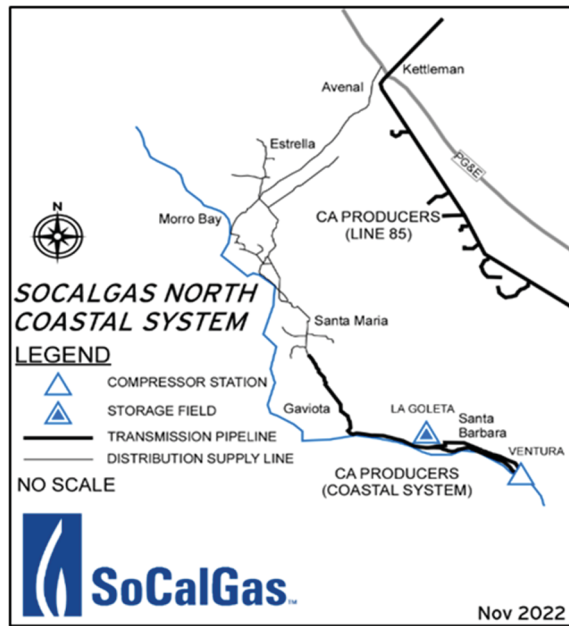 Kettleman
Avenal
Estrella
PG&E
N
Morro Bay
CA PRODUCERS
(LINE 85)
SOCALGAS NORTH
COASTAL SYSTEM
Santa Maria
LEGEND
COMPRESSOR STATION
STORAGE FIELD
TRANSMISSION PIPELINE
DISTRIBUTION SUPPLY LINE
NO SCALE
Gaviota
LA GOLETA
Santa
Barbara
VENTURA
CA PRODUCERS
(COASTAL SYSTEM)
SoCalGas™
Nov 2022